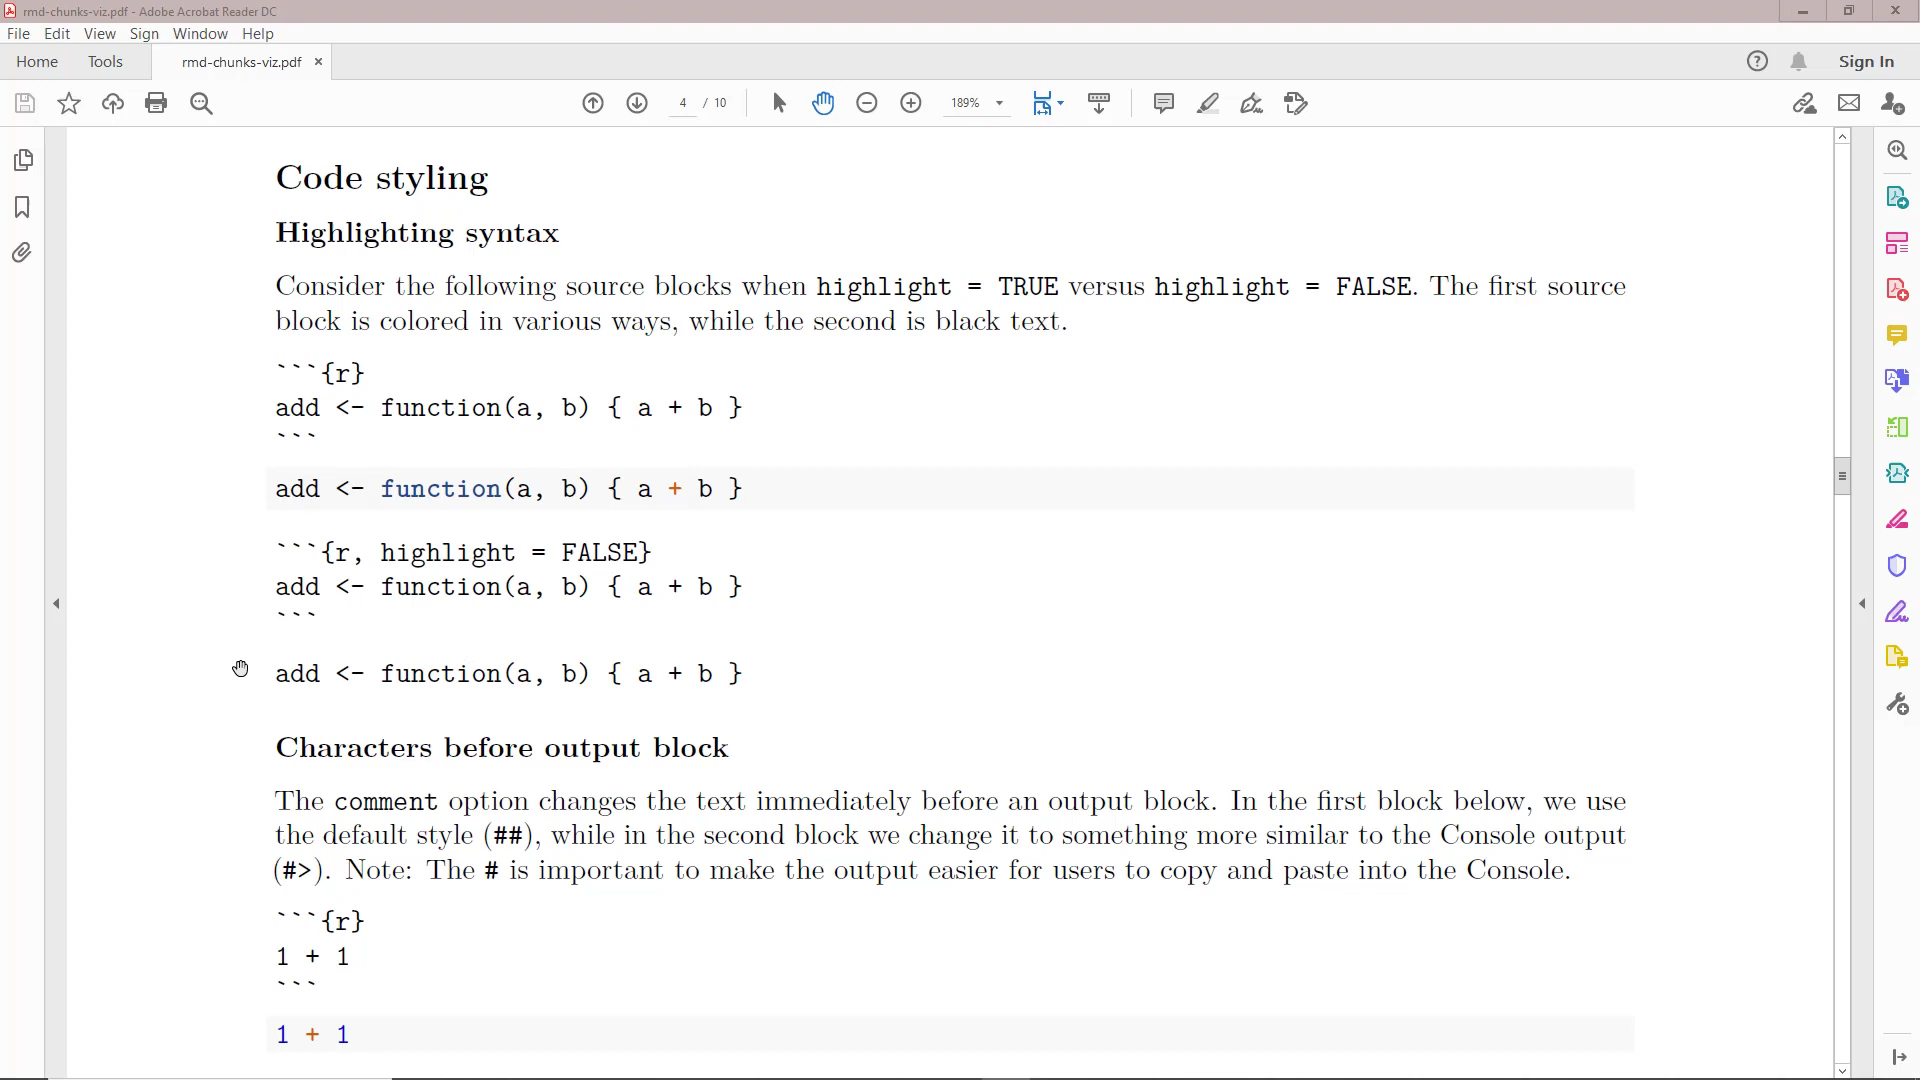 rmd-chunks-viz.pdf - Adobe Acrobat Reader DC
File Edit View Sign Window Help
Home Tools rmd-chunks-viz.pdf × Sign In
4 / 10 189%
Code styling
Highlighting syntax
Consider the following source blocks when highlight = TRUE versus highlight = FALSE. The first source
block is colored in various ways, while the second is black text.
```{r}
add <- function(a, b) { a + b }
```
add <- function(a, b) { a + b }
```{r, highlight = FALSE}
add <- function(a, b) { a + b }
```
add <- function(a, b) { a + b }
Characters before output block
The comment option changes the text immediately before an output block. In the first block below, we use
the default style (##), while in the second block we change it to something more similar to the Console output
(#>). Note: The # is important to make the output easier for users to copy and paste into the Console.
```{r}
1 + 1
```
1 + 1